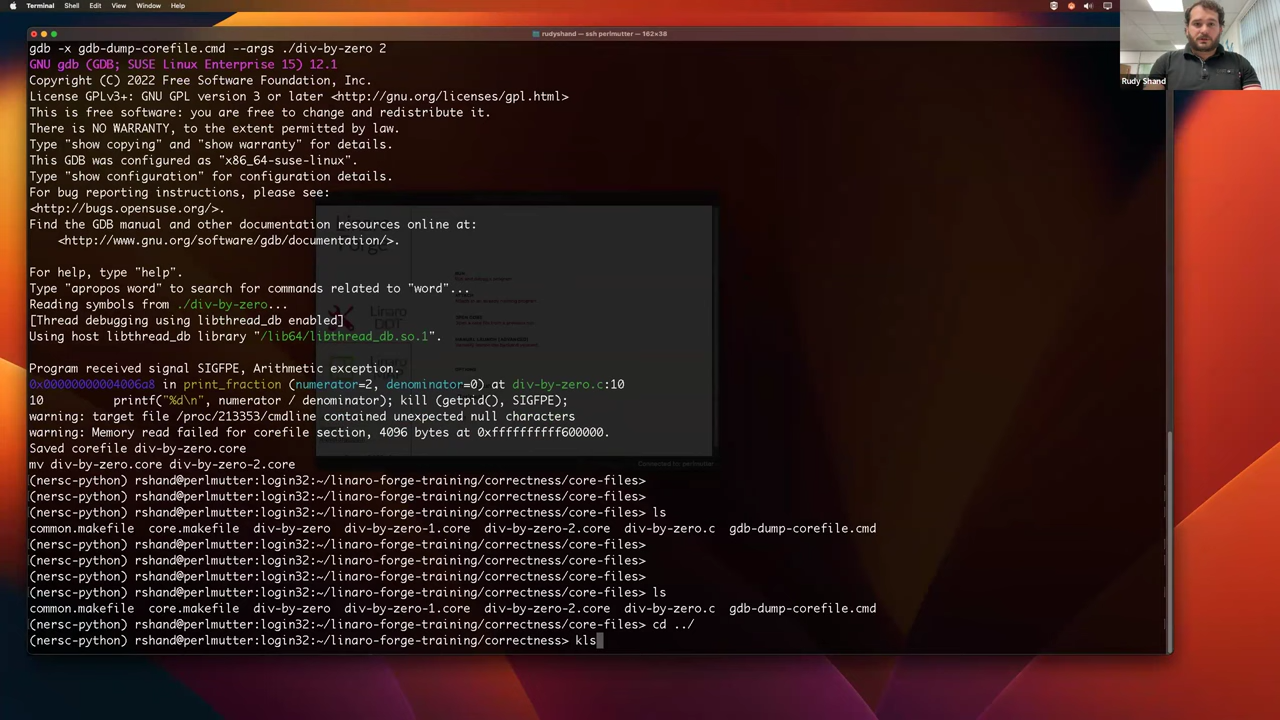 Terminal Shell Edit View Window Help
rudyshand — ssh perlmutter — 162×38
Rudy Shand
gdb -x gdb-dump-corefile.cmd --args ./div-by-zero 2
GNU gdb (GDB; SUSE Linux Enterprise 15) 12.1
Copyright (C) 2022 Free Software Foundation, Inc.
License GPLv3+: GNU GPL version 3 or later <http://gnu.org/licenses/gpl.html>
This is free software: you are free to change and redistribute it.
There is NO WARRANTY, to the extent permitted by law.
Type "show copying" and "show warranty" for details.
This GDB was configured as "x86_64-suse-linux".
Type "show configuration" for configuration details.
For bug reporting instructions, please see:
<http://bugs.opensuse.org/>.
Find the GDB manual and other documentation resources online at:
<http://www.gnu.org/software/gdb/documentation/>.
For help, type "help".
Type "apropos word" to search for commands related to "word"...
Reading symbols from ./div-by-zero...
[Thread debugging using libthread_db enabled]
Using host libthread_db library "/lib64/libthread_db.so.1".
Program received signal SIGFPE, Arithmetic exception.
0x00000000004006a8 in print_fraction (numerator=2, denominator=0) at div-by-zero.c:10
10 printf("%d\n", numerator / denominator); kill (getpid(), SIGFPE);
warning: target file /proc/213353/cmdline contained unexpected null characters
warning: Memory read failed for corefile section, 4096 bytes at 0xffffffffff600000.
Saved corefile div-by-zero.core
mv div-by-zero.core div-by-zero-2.core
(nersc-python) rshand@perlmutter:login32:~/linaro-forge-training/correctness/core-files>
(nersc-python) rshand@perlmutter:login32:~/linaro-forge-training/correctness/core-files>
(nersc-python) rshand@perlmutter:login32:~/linaro-forge-training/correctness/core-files> ls
common.makefile core.makefile div-by-zero div-by-zero-1.core div-by-zero-2.core div-by-zero.c gdb-dump-corefile.cmd
(nersc-python) rshand@perlmutter:login32:~/linaro-forge-training/correctness/core-files>
(nersc-python) rshand@perlmutter:login32:~/linaro-forge-training/correctness/core-files>
(nersc-python) rshand@perlmutter:login32:~/linaro-forge-training/correctness/core-files>
(nersc-python) rshand@perlmutter:login32:~/linaro-forge-training/correctness/core-files> ls
common.makefile core.makefile div-by-zero div-by-zero-1.core div-by-zero-2.core div-by-zero.c gdb-dump-corefile.cmd
(nersc-python) rshand@perlmutter:login32:~/linaro-forge-training/correctness/core-files> cd ../
(nersc-python) rshand@perlmutter:login32:~/linaro-forge-training/correctness> kls